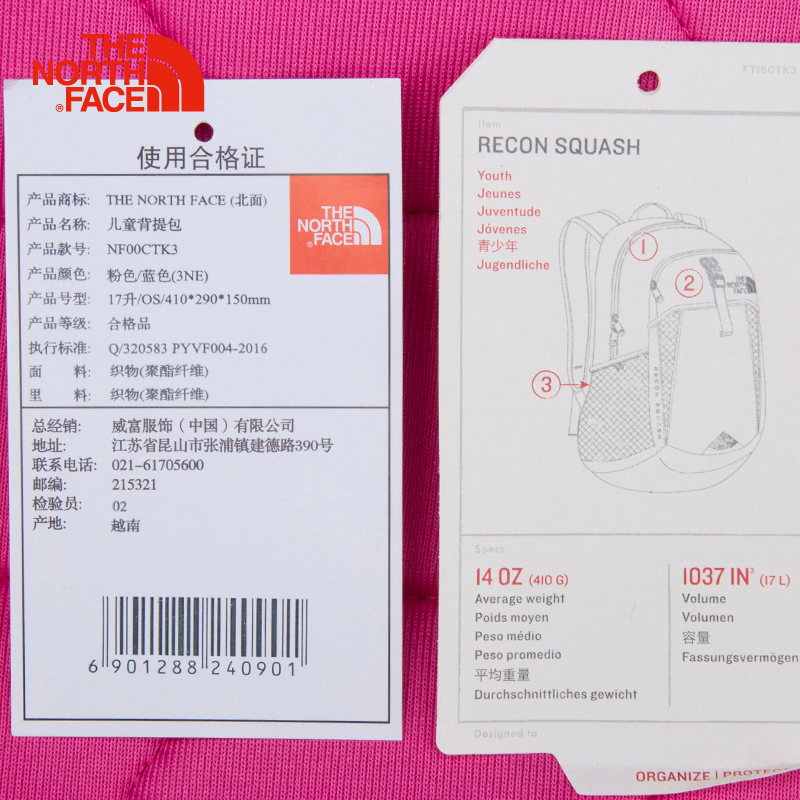 THE
NORTH
FACE
®
使用合格证
产品商标: THE NORTH FACE (北面)
产品名称: 儿童背提包
产品款号: NF00CTK3
产品颜色: 粉色/蓝色(3NE)
产品号型: 17升/OS/410*290*150mm
产品等级: 合格品
执行标准: Q/320583 PYVF004-2016
面 料: 织物(聚酯纤维)
里 料: 织物(聚酯纤维)
THE
NORTH
FACE
®
总经销: 威富服饰（中国）有限公司
地址: 江苏省昆山市张浦镇建德路390号
联系电话: 021-61705600
邮编: 215321
检验员: 02
产地: 越南
6 901288 240901
FT15CTK3
Item
RECON SQUASH
Youth
Jeunes
Juventude
Jóvenes
青少年
Jugendliche
1
2
3
THE
NORTH
FACE
RECON SQUASH
Specs
14 OZ (410 G)
Average weight
Poids moyen
Peso médio
Peso promedio
平均重量
Durchschnittliches gewicht
1037 IN³ (17 L)
Volume
Volumen
容量
Fassungsvermögen
Designed to
ORGANIZE | PROTECT